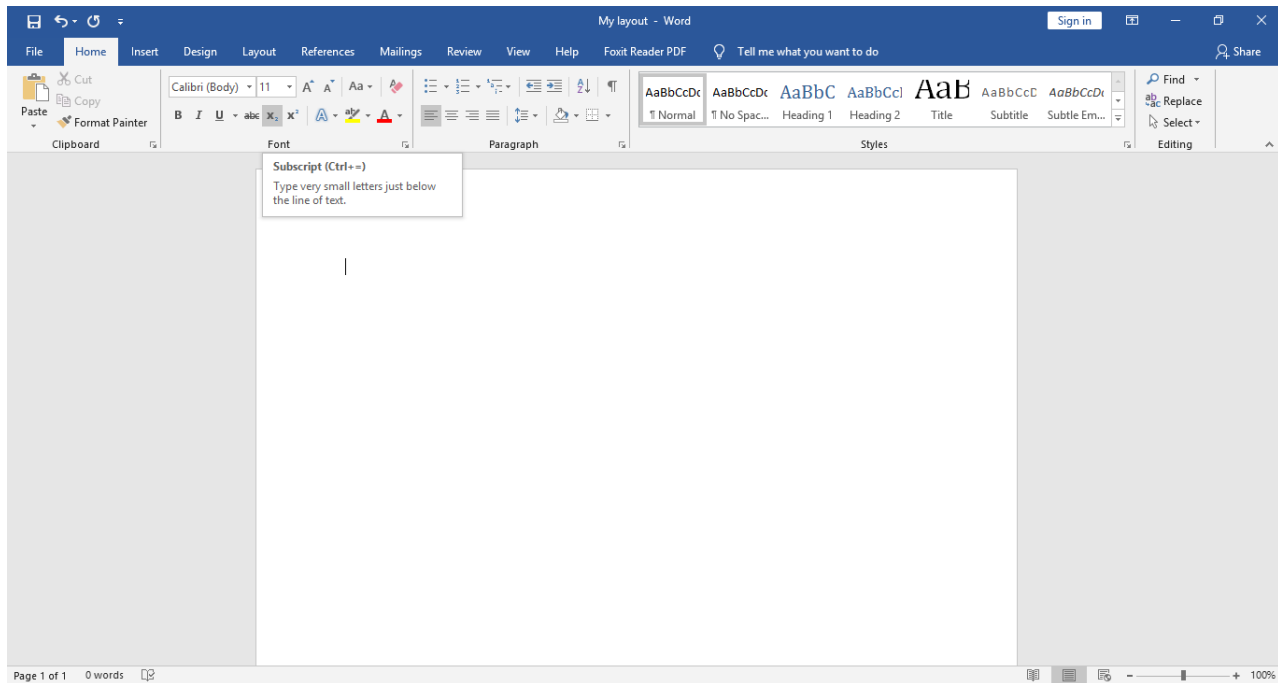 My layout - Word
Sign in
File Home Insert Design Layout References Mailings Review View Help Foxit Reader PDF Tell me what you want to do Share
Paste
Cut
Copy
Format Painter
Clipboard
Calibri (Body) 11 A A Aa
B I U abc x₂ x² A aby A
Font
Paragraph
AaBbCcDc AaBbCcDc AaBbC AaBbCcl AaB AaBbCcD AaBbCcDc
¶ Normal ¶ No Spac... Heading 1 Heading 2 Title Subtitle Subtle Em...
Styles
Find
Replace
Select
Editing
Subscript (Ctrl+=)
Type very small letters just below
the line of text.
Page 1 of 1 0 words 100%